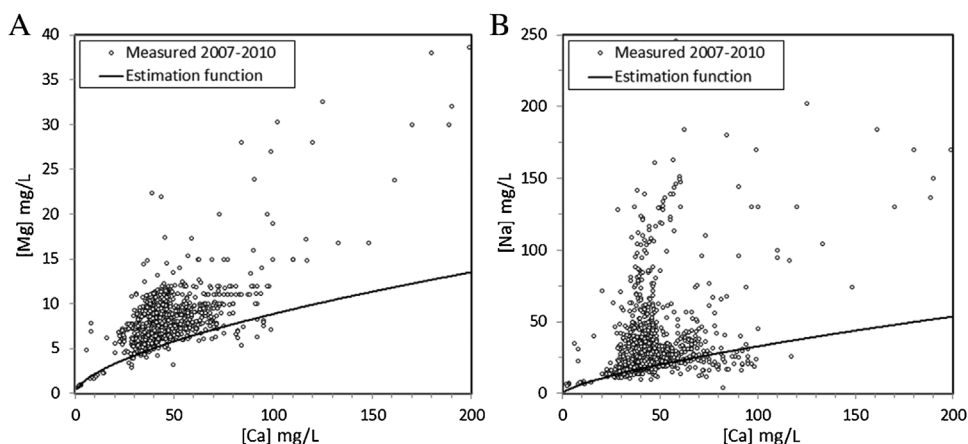 A
B
Measured 2007-2010
Estimation function
[Mg] mg/L
40
35
30
25
20
15
10
5
0
0 50 100 150 200
[Ca] mg/L
Measured 2007-2010
Estimation function
[Na] mg/L
250
200
150
100
50
0
0 50 100 150 200
[Ca] mg/L